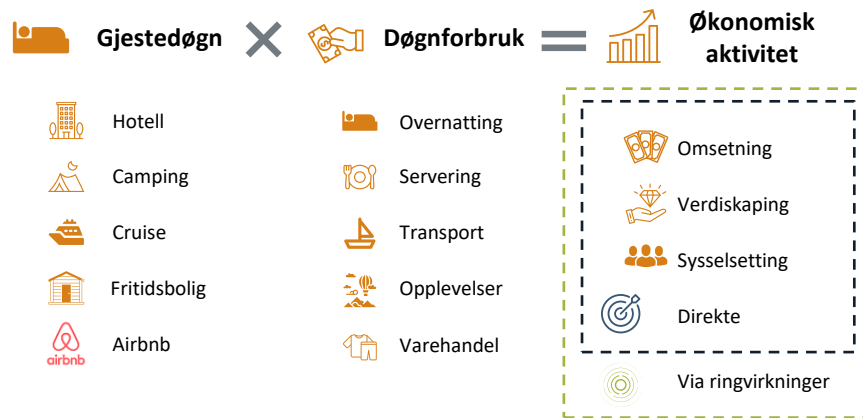 Gjestedøgn
Døgnforbruk
Økonomisk
aktivitet
Hotell
Overnatting
Omsetning
Camping
Servering
Verdiskaping
Cruise
Transport
Sysselsetting
Fritidsbolig
Opplevelser
Direkte
airbnb
Airbnb
Varehandel
Via ringvirkninger